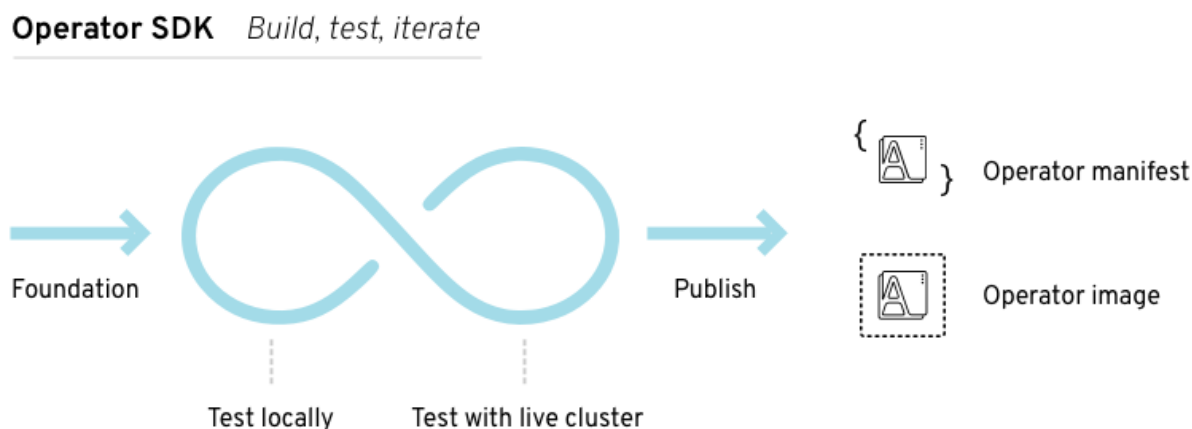 Operator SDK Build, test, iterate
{
}
Operator manifest
Foundation
Publish
Operator image
Test locally
Test with live cluster